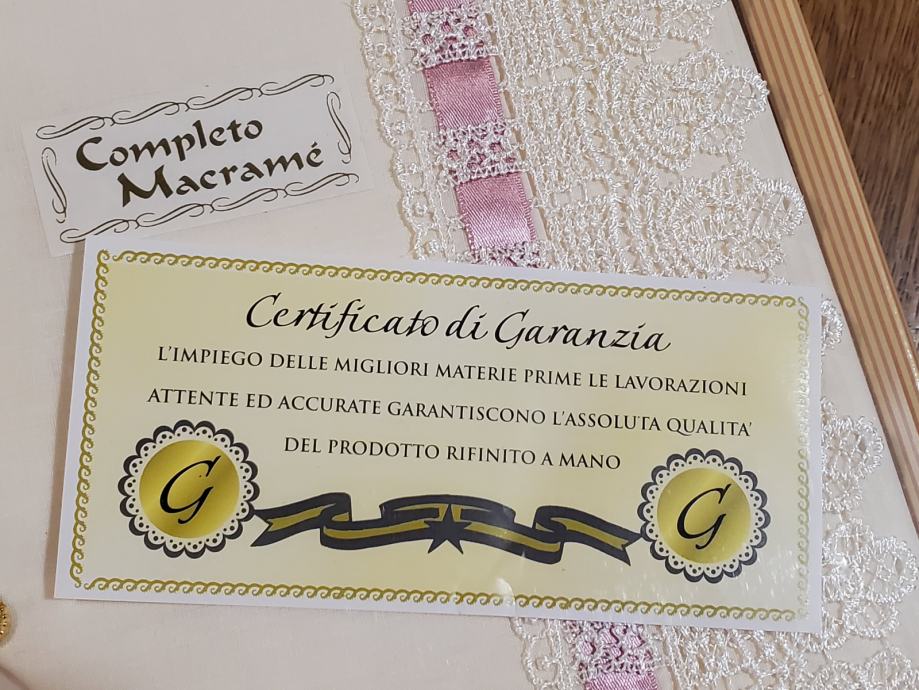 Completo
Macramé
Certificato di Garanzia
L'IMPIEGO DELLE MIGLIORI MATERIE PRIME LE LAVORAZIONI
ATTENTE ED ACCURATE GARANTISCONO L'ASSOLUTA QUALITA'
DEL PRODOTTO RIFINITO A MANO
G
G